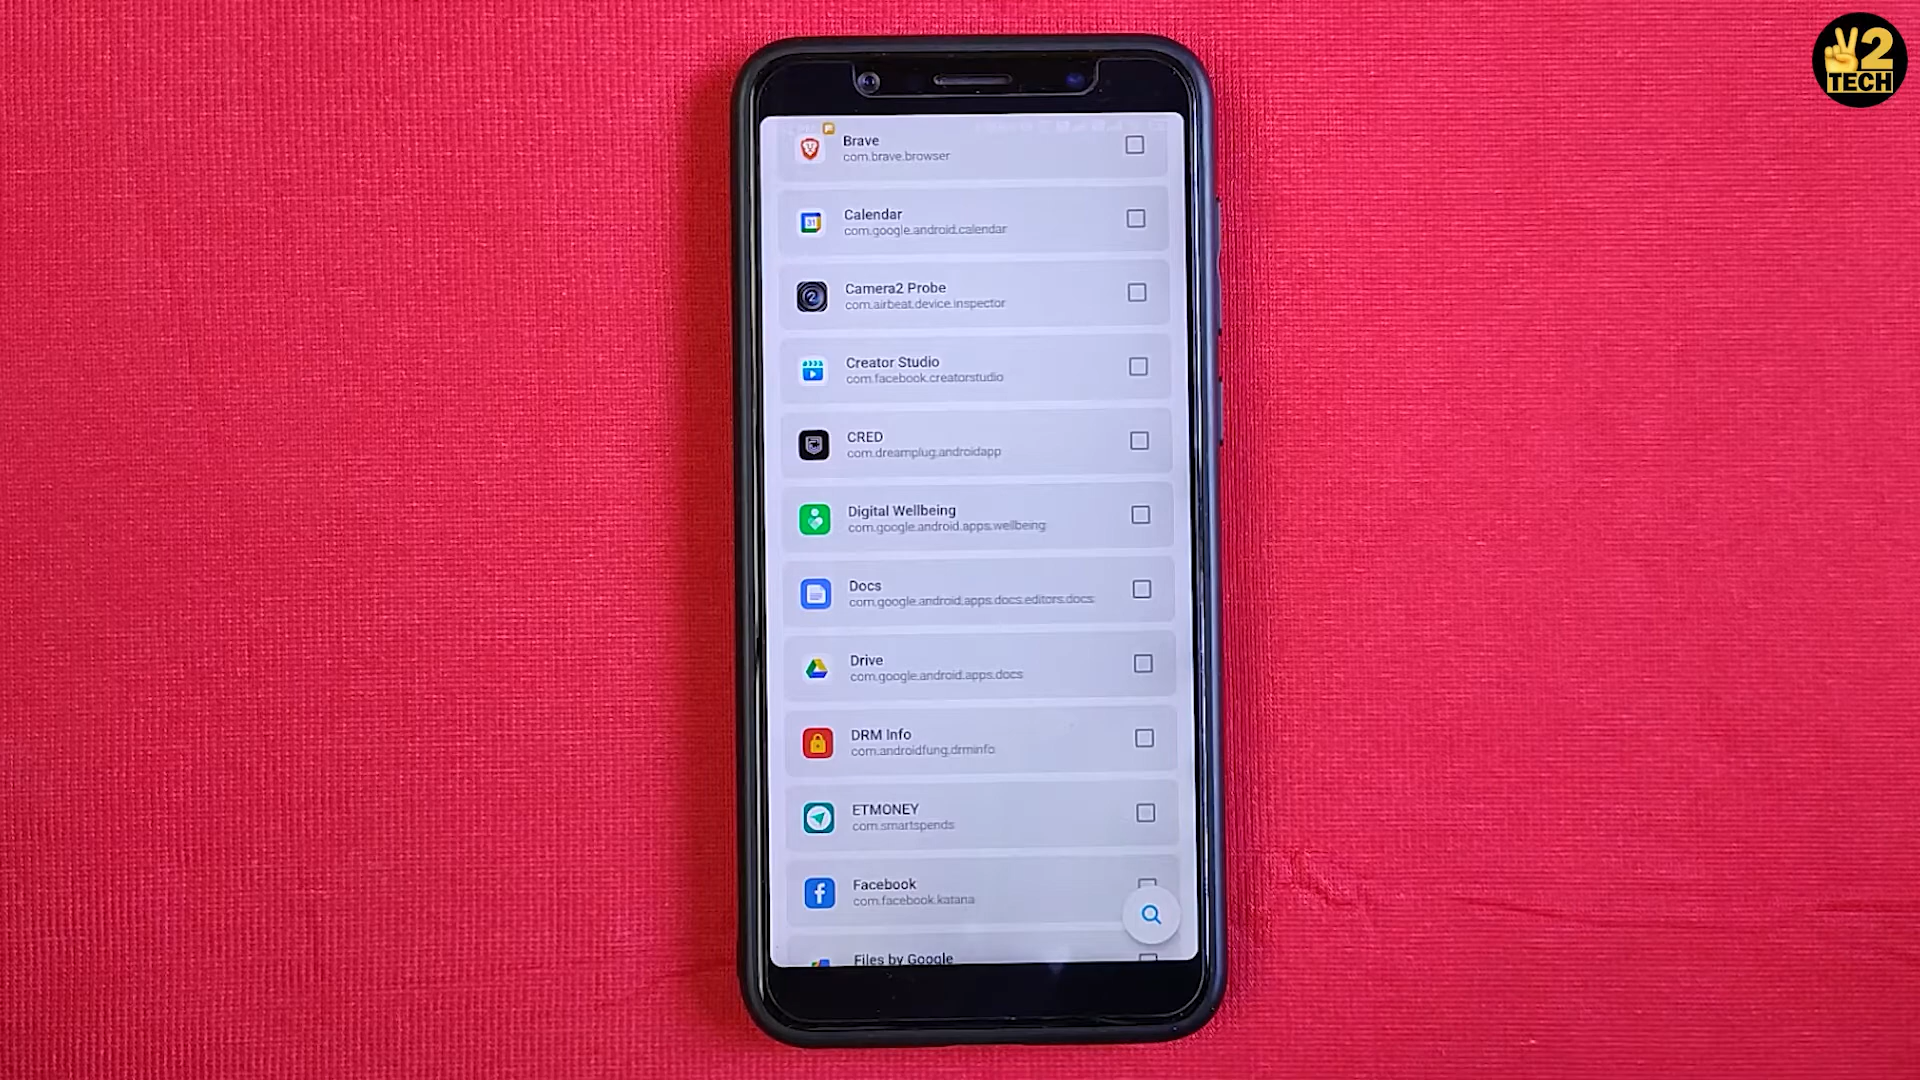 2
TECH
Brave
com.brave.browser
Calendar
com.google.android.calendar
31
Camera2 Probe
com.airbeat.device.inspector
Creator Studio
com.facebook.creatorstudio
CRED
com.dreamplug.androidapp
Digital Wellbeing
com.google.android.apps.wellbeing
Docs
com.google.android.apps.docs.editors.docs
Drive
com.google.android.apps.docs
DRM Info
com.androidfung.drminfo
ETMONEY
com.smartspends
Facebook
com.facebook.katana
Files by Google